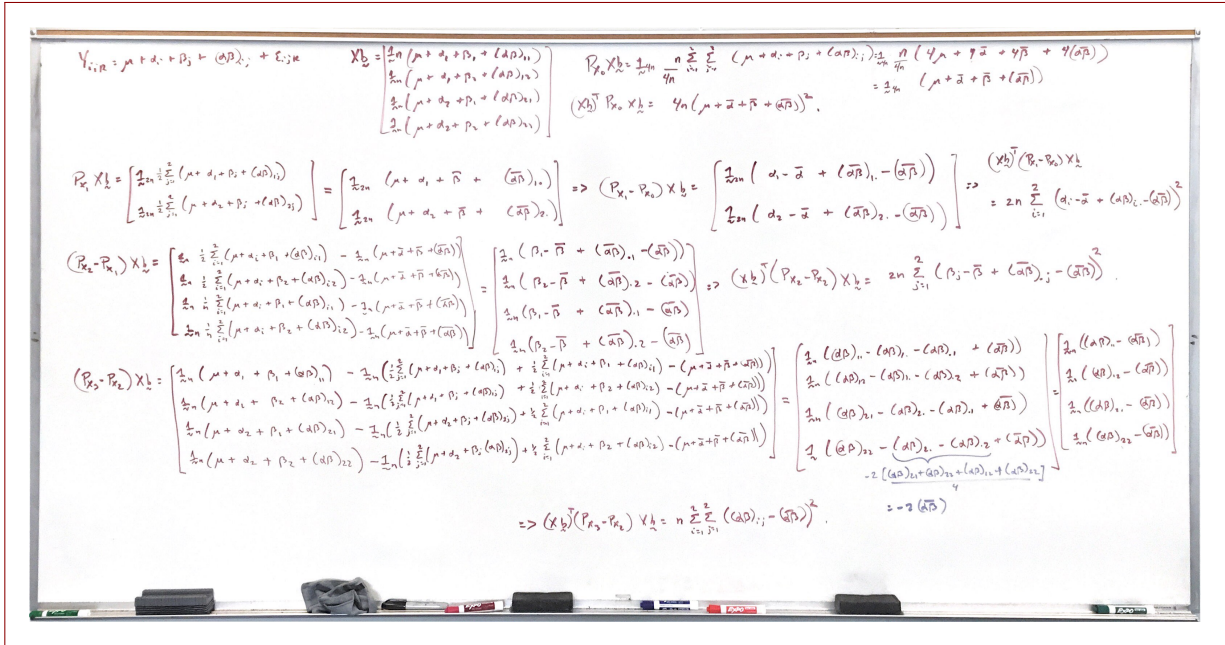 Y_{ijk} = μ + α_i + β_j + (αβ)_{ij} + ε_{ijk}
Xb = [1_n (μ + α_1 + β_1 + (αβ)_{11})
1_n (μ + α_1 + β_2 + (αβ)_{12})
1_n (μ + α_2 + β_1 + (αβ)_{21})
1_n (μ + α_2 + β_2 + (αβ)_{22})]
P_{X_0} Xb = 1_{4n} n/4n Σ_{i=1}^2 Σ_{j=1}^2 (μ + α_i + β_j + (αβ)_{ij}) = 1_{4n} n/4n (4μ + 4ᾱ + 4β̄ + 4(αβ)‾)
= 1_{4n} (μ + ᾱ + β̄ + (αβ)‾)
(Xb)^T P_{X_0} Xb = 4n(μ + ᾱ + β̄ + (αβ)‾)^2.
P_{X_1} Xb = [1_{2n} 1/2 Σ_{j=1}^2 (μ + α_1 + β_j + (αβ)_{1j})
1_{2n} 1/2 Σ_{j=1}^2 (μ + α_2 + β_j + (αβ)_{2j})]
= [1_{2n} (μ + α_1 + β̄ + (αβ)‾_{1.})
1_{2n} (μ + α_2 + β̄ + (αβ)‾_{2.})]
=> (P_{X_1} - P_{X_0}) Xb = [1_{2n} (α_1 - ᾱ + (αβ)‾_{1.} - (αβ)‾)
1_{2n} (α_2 - ᾱ + (αβ)‾_{2.} - (αβ)‾)]
=> (Xb)^T (P_{X_1} - P_{X_0}) Xb
= 2n Σ_{i=1}^2 (α_i - ᾱ + (αβ)‾_{i.} - (αβ)‾)^2
(P_{X_2} - P_{X_1}) Xb = [1_n 1/2 Σ_{i=1}^2 (μ + α_i + β_1 + (αβ)_{i1}) - 1_n (μ + ᾱ + β̄ + (αβ)‾)
1_n 1/2 Σ_{i=1}^2 (μ + α_i + β_2 + (αβ)_{i2}) - 1_n (μ + ᾱ + β̄ + (αβ)‾)
1_n 1/n Σ_{i=1}^2 (μ + α_i + β_1 + (αβ)_{i1}) - 1_n (μ + ᾱ + β̄ + (αβ)‾)
1_n 1/n Σ_{i=1}^2 (μ + α_i + β_2 + (αβ)_{i2}) - 1_n (μ + ᾱ + β̄ + (αβ)‾)]
= [1_n (β_1 - β̄ + (αβ)‾_{.1} - (αβ)‾)
1_n (β_2 - β̄ + (αβ)‾_{.2} - (αβ)‾)
1_n (β_1 - β̄ + (αβ)‾_{.1} - (αβ)‾
1_n (β_2 - β̄ + (αβ)‾_{.2} - (αβ)‾)]
=> (Xb)^T (P_{X_2} - P_{X_2}) Xb = 2n Σ_{j=1}^2 (β_j - β̄ + (αβ)‾_{.j} - (αβ)‾)^2.
(P_{X_3} - P_{X_2}) Xb = [1_n (μ + α_1 + β_1 + (αβ)_{11}) - 1_n (1/2 Σ_{j=1}^2 (μ + α_1 + β_j + (αβ)_{1j}) + 1/2 Σ_{i=1}^2 (μ + α_i + β_1 + (αβ)_{i1}) - (μ + ᾱ + β̄ + (αβ)‾))
1_n (μ + α_1 + β_2 + (αβ)_{12}) - 1_n (1/2 Σ_{j=1}^2 (μ + α_1 + β_j + (αβ)_{1j}) + 1/2 Σ_{i=1}^2 (μ + α_i + β_2 + (αβ)_{i2}) - (μ + ᾱ + β̄ + (αβ)‾))
1_n (μ + α_2 + β_1 + (αβ)_{21}) - 1_n (1/2 Σ_{j=1}^2 (μ + α_2 + β_j + (αβ)_{2j}) + 1/2 Σ_{i=1}^2 (μ + α_i + β_1 + (αβ)_{i1}) - (μ + ᾱ + β̄ + (αβ)‾))
1_n (μ + α_2 + β_2 + (αβ)_{22}) - 1_n (1/2 Σ_{j=1}^2 (μ + α_2 + β_j (αβ)_{2j}) + 1/2 Σ_{i=1}^2 (μ + α_i + β_2 + (αβ)_{i2}) - (μ + ᾱ + β̄ + (αβ)‾))]
= [1_n ((αβ)_{11} - (αβ)_{1.} - (αβ)_{.1} + (αβ)‾)
1_n ((αβ)_{12} - (αβ)_{1.} - (αβ)_{.2} + (αβ)‾)
1_n ((αβ)_{21} - (αβ)_{2.} - (αβ)_{.1} + (αβ)‾)
1_n ((αβ)_{22} - (αβ)_{2.} - (αβ)_{.2} + (αβ)‾)]
-2 [(αβ)_{21} + (αβ)_{22} + (αβ)_{12} + (αβ)_{22}] / 4
= -2 (αβ)‾
= [1_n ((αβ)_{11} - (αβ)‾)
1_n ((αβ)_{12} - (αβ)‾)
1_n ((αβ)_{2.} - (αβ)‾)
1_n ((αβ)_{22} - (αβ)‾)]
=> (Xb)^T (P_{X_3} - P_{X_2}) Xb = n Σ_{i=1}^2 Σ_{j=1}^2 ((αβ)_{ij} - (αβ)‾)^2.
EXPO
EXPO
EXPO